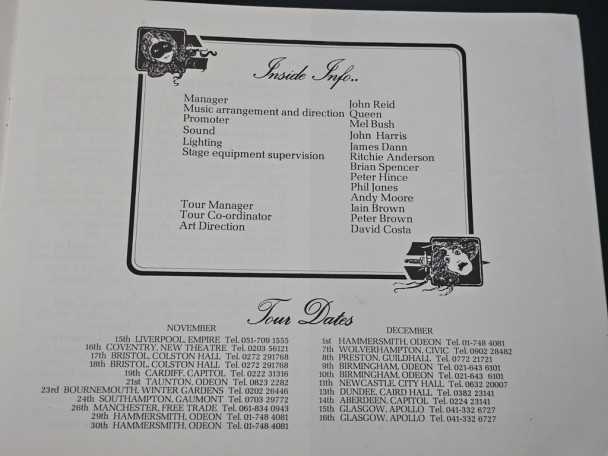 Inside Info..
Manager John Reid
Music arrangement and direction Queen
Promoter Mel Bush
Sound John Harris
Lighting James Dann
Stage equipment supervision Ritchie Anderson
Brian Spencer
Peter Hince
Phil Jones
Andy Moore
Tour Manager Iain Brown
Tour Co-ordinator Peter Brown
Art Direction David Costa
Tour Dates
NOVEMBER
15th LIVERPOOL, EMPIRE Tel. 051-709 1555
16th COVENTRY, NEW THEATRE Tel. 0203 56121
17th BRISTOL, COLSTON HALL Tel. 0272 291768
18th BRISTOL, COLSTON HALL Tel. 0272 291768
19th CARDIFF, CAPITOL Tel. 0222 31316
21st TAUNTON, ODEON Tel. 0823 2282
23rd BOURNEMOUTH, WINTER GARDENS Tel. 0202 26446
24th SOUTHAMPTON, GAUMONT Tel. 0703 29772
26th MANCHESTER, FREE TRADE Tel. 061-834 0943
29th HAMMERSMITH, ODEON Tel. 01-748 4081
30th HAMMERSMITH, ODEON Tel. 01-748 4081
DECEMBER
1st HAMMERSMITH, ODEON Tel. 01-748 4081
7th WOLVERHAMPTON, CIVIC Tel. 0902 28482
8th PRESTON, GUILDHALL Tel. 0772 21721
9th BIRMINGHAM, ODEON Tel. 021-643 6101
10th BIRMINGHAM, ODEON Tel. 021-643 6101
11th NEWCASTLE, CITY HALL Tel. 0632 20007
13th DUNDEE, CAIRD HALL Tel. 0382 23141
14th ABERDEEN, CAPITOL Tel. 0224 23141
15th GLASGOW, APOLLO Tel. 041-332 6727
16th GLASGOW, APOLLO Tel. 041-332 6727